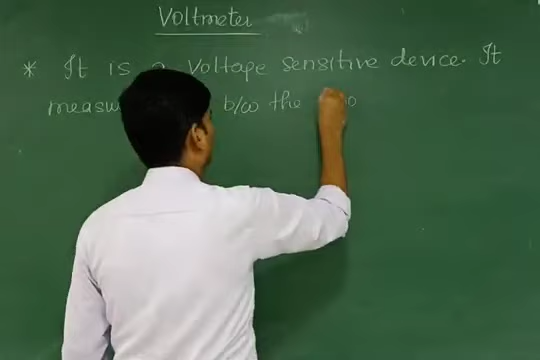 Voltmeter
* It is a voltage sensitive device. It
measu b/w the